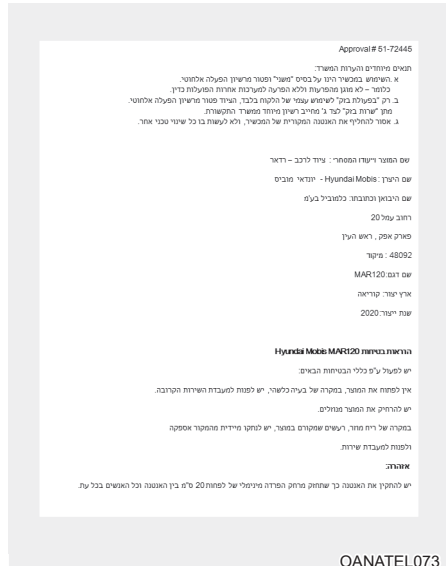 Approval # 51-72445
תנאים מיוחדים והערות המשרד:
א .השימוש במכשיר הינו על בסיס "משני" ופטור מרשיון הפעלה אלחוטי.
כלומר – לא מוגן מהפרעות וללא הפרעה למערכות אחרות הפועלות כדין.
ב. רק "בפעולת בזק" לשימוש עצמי של הלקוח בלבד, הציוד פטור מרשיון הפעלה אלחוטי.
מתן "שרות בזק" לצד ג' מחייב רשיון מיוחד ממשרד התקשורת.
ג. אסור להחליף את האנטנה המקורית של המכשיר, ולא לעשות בו כל שינוי טכני אחר.
שם המוצר וייעודו המסחרי : ציוד לרכב – רדאר
שם היצרן :Hyundai Mobis - יונדאי מוביס
שם היבואן וכתובתו: כלמוביל בע'מ
רחוב עמל 20
פארק אפק , ראש העין
48092 : מיקוד
שם דגם:MAR120
ארץ יצור: קוריאה
שנת ייצור:2020
הוראות בטיחות Hyundai Mobis MAR120
יש לפעול ע"פ כללי הבטיחות הבאים:
אין לפתוח את המוצר, במקרה של בעיה כלשהי, יש לפנות למעבדת השירות הקרובה.
יש להרחיק את המוצר מנוזלים.
במקרה של ריח מוזר, רעשים שמקורם במוצר, יש לנתקו מיידית מהמקור אספקה
ולפנות למעבדת שירות.
אזהרה:
יש להתקין את האנטנה כך שתחזק מרחק הפרדה מינימלי של לפחות 20 ס"מ בין האנטנה וכל האנשים בכל עת.
OANATEL073